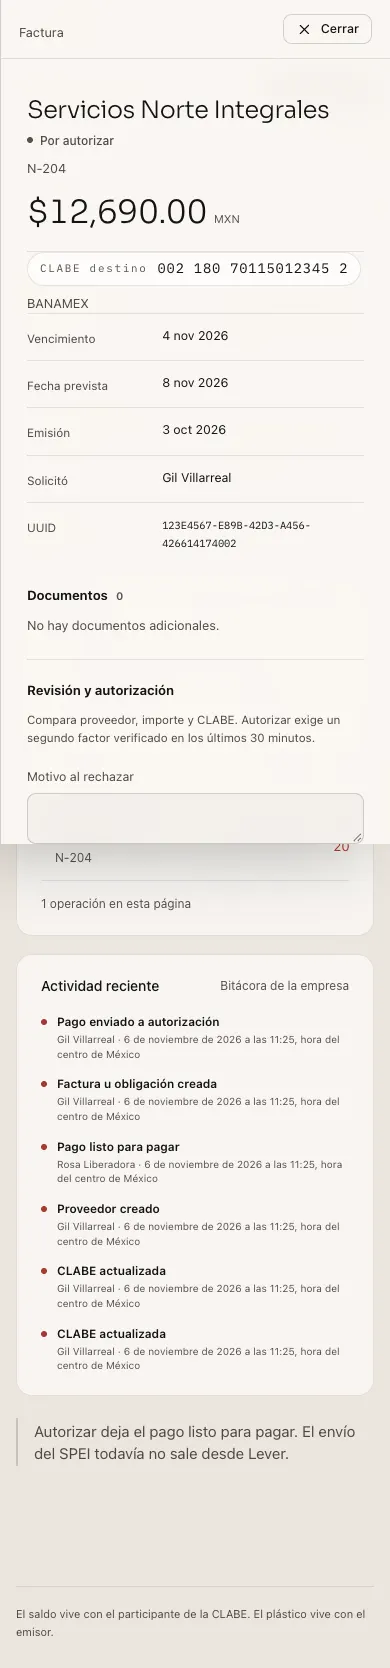 Factura
Cerrar
Servicios Norte Integrales
Por autorizar
N-204
$12,690.00 MXN
CLABE destino 002 180 70115012345 2
BANAMEX
Vencimiento 4 nov 2026
Fecha prevista 8 nov 2026
Emisión 3 oct 2026
Solicitó Gil Villarreal
UUID 123E4567-E89B-42D3-A456-
426614174002
Documentos 0
No hay documentos adicionales.
Revisión y autorización
Compara proveedor, importe y CLABE. Autorizar exige un
segundo factor verificado en los últimos 30 minutos.
Motivo al rechazar
20
N-204
1 operación en esta página
Actividad reciente Bitácora de la empresa
Pago enviado a autorización
Gil Villarreal · 6 de noviembre de 2026 a las 11:25, hora del
centro de México
Factura u obligación creada
Gil Villarreal · 6 de noviembre de 2026 a las 11:25, hora del
centro de México
Pago listo para pagar
Rosa Liberadora · 6 de noviembre de 2026 a las 11:25, hora
del centro de México
Proveedor creado
Gil Villarreal · 6 de noviembre de 2026 a las 11:25, hora del
centro de México
CLABE actualizada
Gil Villarreal · 6 de noviembre de 2026 a las 11:25, hora del
centro de México
CLABE actualizada
Gil Villarreal · 6 de noviembre de 2026 a las 11:25, hora del
centro de México
Autorizar deja el pago listo para pagar. El envío
del SPEI todavía no sale desde Lever.
El saldo vive con el participante de la CLABE. El plástico vive con el
emisor.